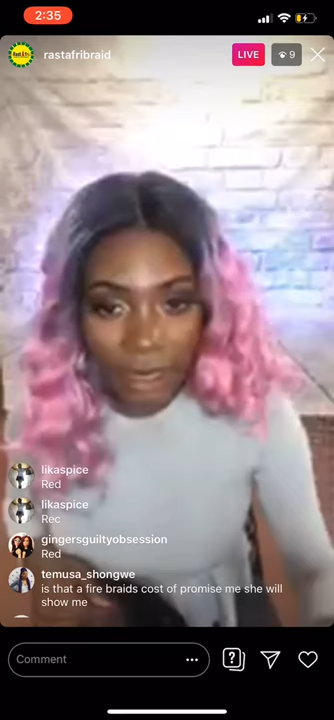 2:35
rastafribraid
LIVE
9
likaspice
Red
likaspice
Rec
gingersguiltyobsession
Red
temusa_shongwe
is that a fire braids cost of promise me she will
show me
Comment